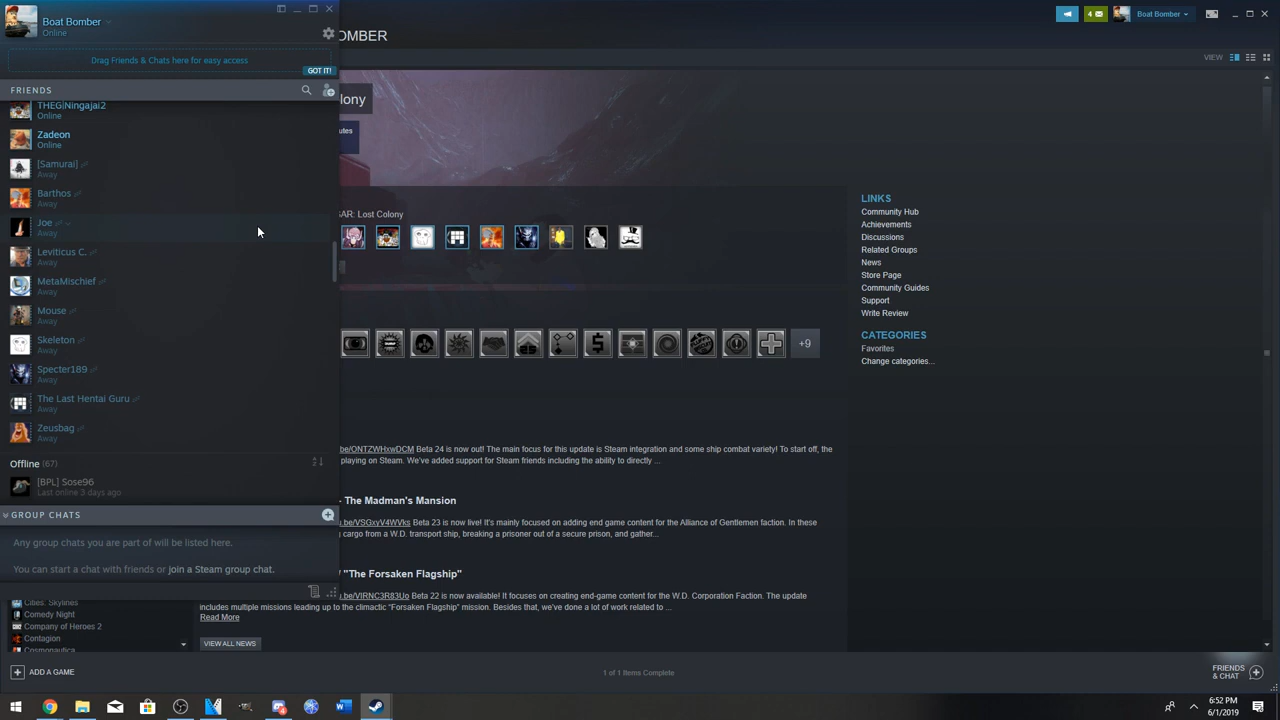 Boat Bomber
Online
Drag Friends & Chats here for easy access
GOT IT!
FRIENDS
THEG|Ningajai2
Online
Zadeon
Online
[Samurai]
Away
Barthos
Away
Joe
Away
Leviticus C.
Away
MetaMischief
Away
Mouse
Away
Skeleton
Away
Specter189
Away
The Last Hentai Guru
Away
Zeusbag
Away
Offline (67)
[BPL] Sose96
Last online 3 days ago
GROUP CHATS
Any group chats you are part of will be listed here.
You can start a chat with friends or join a Steam group chat.
Cities: Skylines
Comedy Night
Company of Heroes 2
Contagion
Cosmonautica
ADD A GAME
4
Boat Bomber
OMBER
VIEW
olony
utes
SAR: Lost Colony
+9
be/ONTZWHxwDCM Beta 24 is now out! The main focus for this update is Steam integration and some ship combat variety! To start off, the
playing on Steam. We've added support for Steam friends including the ability to directly ...
- The Madman's Mansion
u.be/VSGxyV4WVks Beta 23 is now live! It's mainly focused on adding end game content for the Alliance of Gentlemen faction. In these
cargo from a W.D. transport ship, breaking a prisoner out of a secure prison, and gather...
"The Forsaken Flagship"
u.be/VIRNC3R83Uo Beta 22 is now available! It focuses on creating end-game content for the W.D. Corporation Faction. The update
includes multiple missions leading up to the climactic "Forsaken Flagship" mission. Besides that, we've done a lot of work related to ...
Read More
VIEW ALL NEWS
LINKS
Community Hub
Achievements
Discussions
Related Groups
News
Store Page
Community Guides
Support
Write Review
CATEGORIES
Favorites
Change categories...
1 of 1 Items Complete
FRIENDS
& CHAT
6:52 PM
6/1/2019